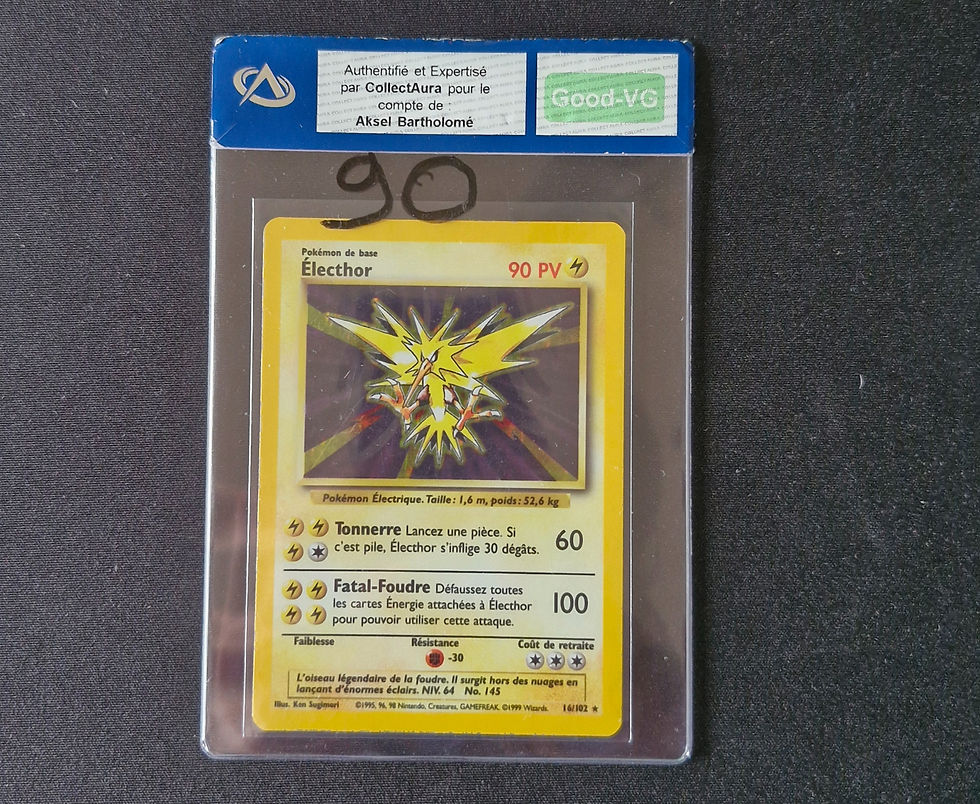 Authentifié et Expertisé
par CollectAura pour le
compte de :
Aksel Bartholomé
Good-VG
90
Pokémon de base
Électhor
90 PV
Pokémon Électrique. Taille : 1,6 m, poids : 52,6 kg
Tonnerre Lancez une pièce. Si
c'est pile, Électhor s'inflige 30 dégâts.
60
Fatal-Foudre Défaussez toutes
les cartes Énergie attachées à Électhor
pour pouvoir utiliser cette attaque.
100
Faiblesse
Résistance
Coût de retraite
-30
L'oiseau légendaire de la foudre. Il surgit hors des nuages en
lançant d'énormes éclairs. NIV. 64 No. 145
Illus. Ken Sugimori ©1995, 96, 98 Nintendo, Creatures, GAMEFREAK. ©1999 Wizards. 16/102 ★